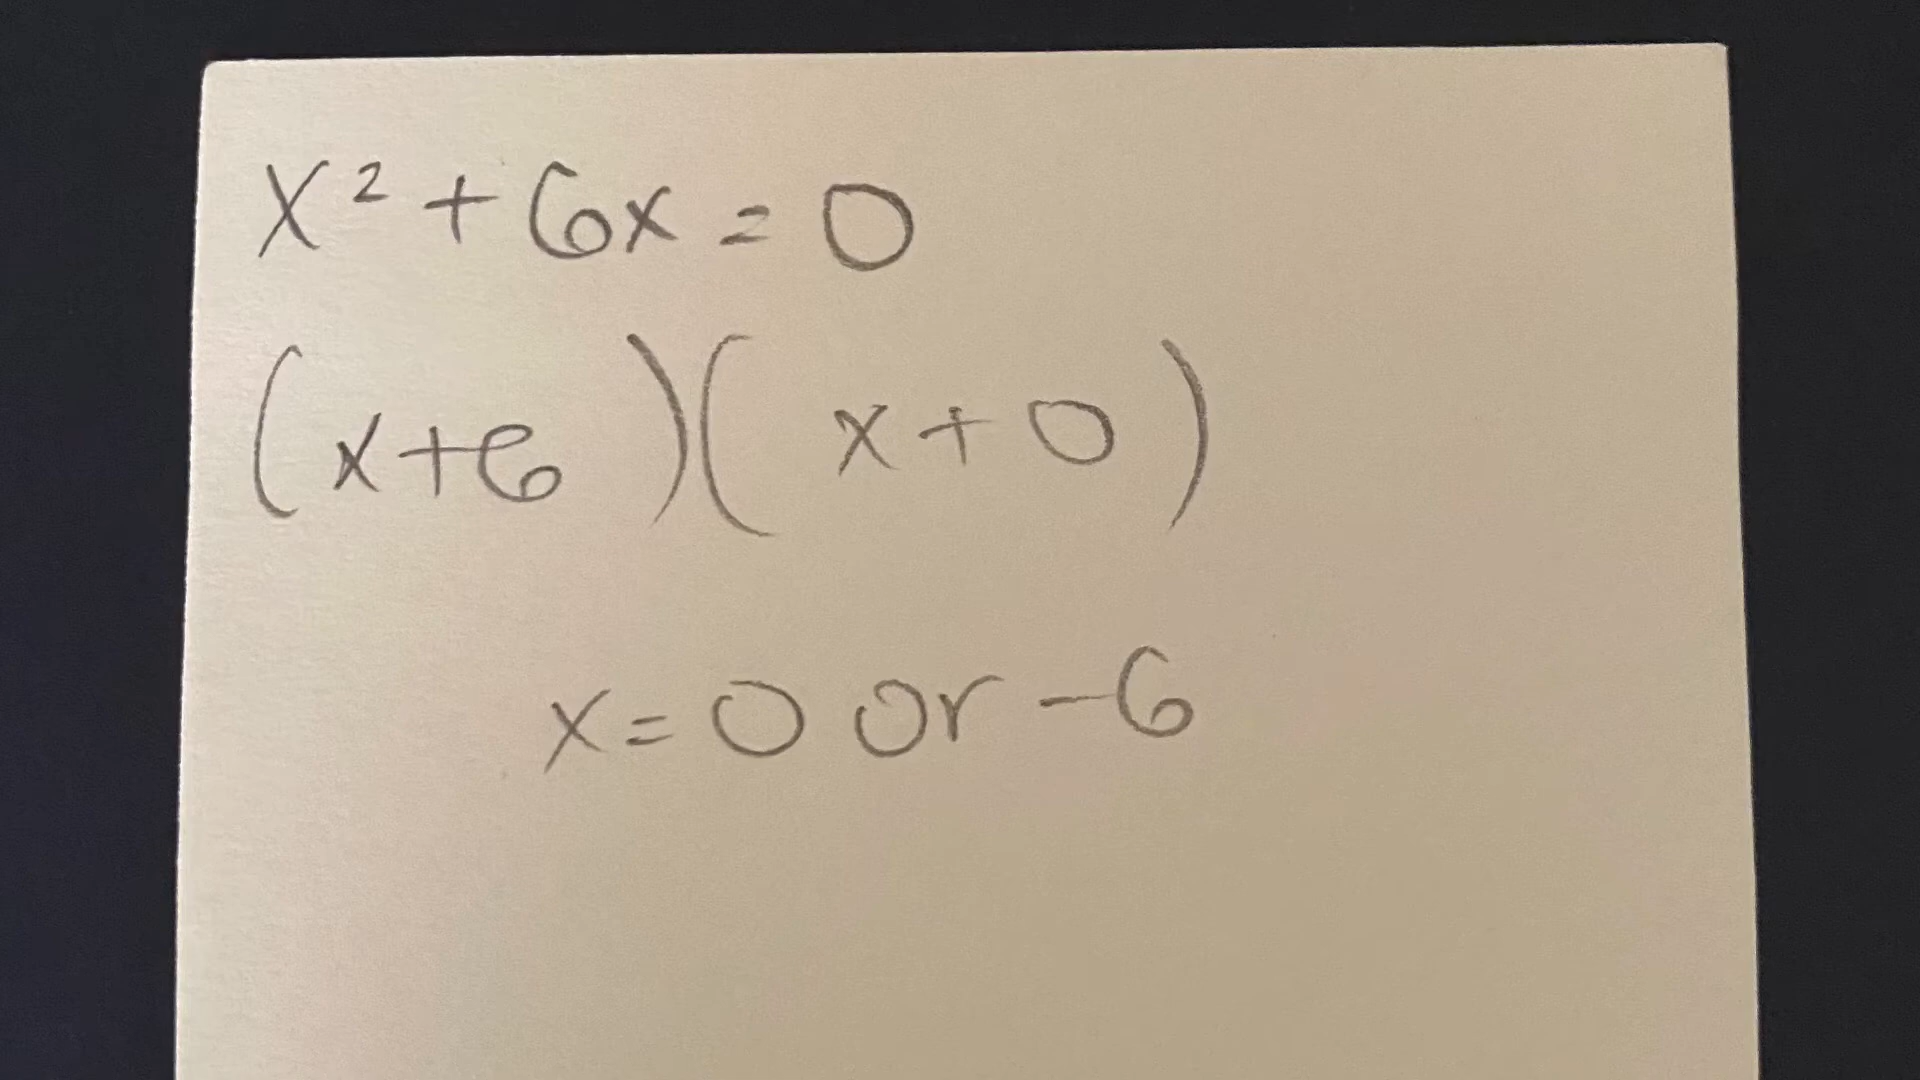 x² + 6x = 0
(x+6)(x+0)
x = 0 or -6